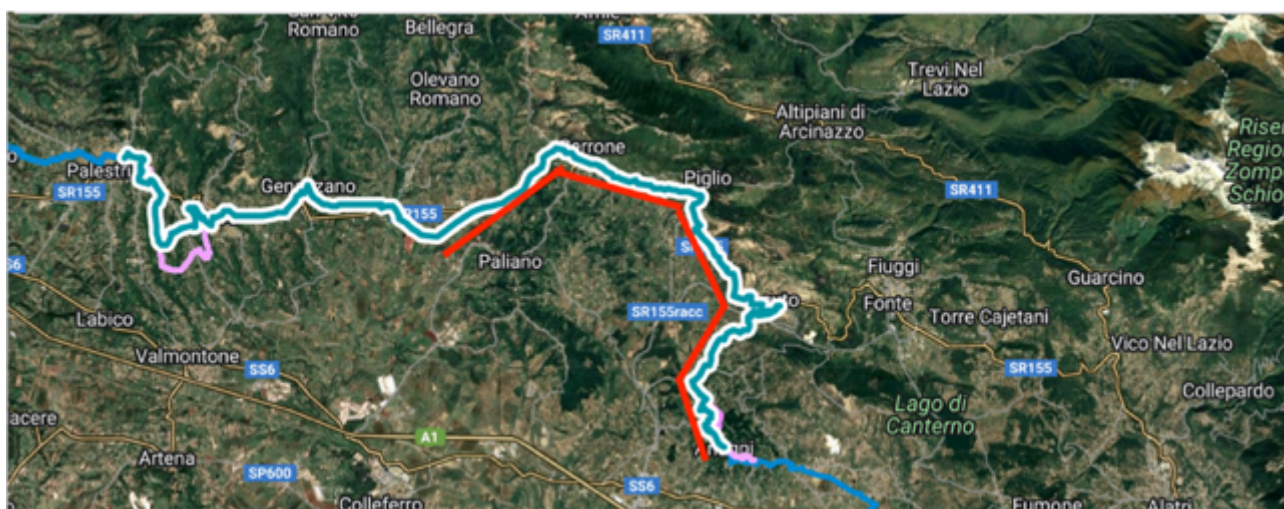 SR411
Romano
Bellegra
Olevano
Romano
Trevi Nel
Lazio
Altipiani di
Arcinazzo
Palestri
SR155
Piglio
SR411
Paliano
Fiuggi
Guarcino
SR155racc
Fonte
Torre Cajetani
Labico
Valmontone
SS6
Vico Nel Lazio
SR155
Collepardo
Lago di
Canterno
A1
Artena
SP600
SS6
Colleferro
Fumone
Alatri